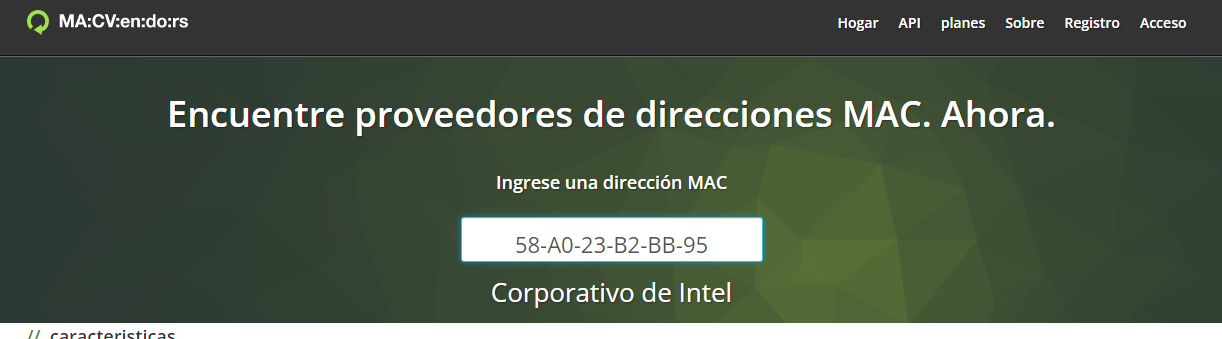 MA:CV:en:do:rs
Hogar API planes Sobre Registro Acceso
Encuentre proveedores de direcciones MAC. Ahora.
Ingrese una dirección MAC
58-A0-23-B2-BB-95
Corporativo de Intel
// caracteristicas